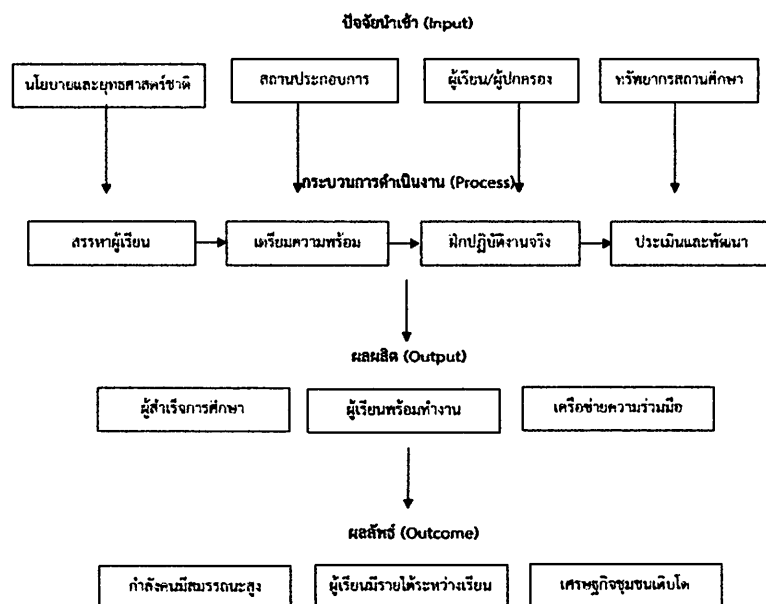 ปัจจัยนำเข้า (Input)
นโยบายและยุทธศาสตร์ชาติ
สถานประกอบการ
ผู้เรียน/ผู้ปกครอง
ทรัพยากรสถานศึกษา
กระบวนการดำเนินงาน (Process)
สรรหาผู้เรียน
เตรียมความพร้อม
ฝึกปฏิบัติงานจริง
ประเมินและพัฒนา
ผลผลิต (Output)
ผู้สำเร็จการศึกษา
ผู้เรียนพร้อมทำงาน
เครือข่ายความร่วมมือ
ผลลัพธ์ (Outcome)
กำลังคนมีสมรรถนะสูง
ผู้เรียนมีรายได้ระหว่างเรียน
เศรษฐกิจชุมชนเติบโต